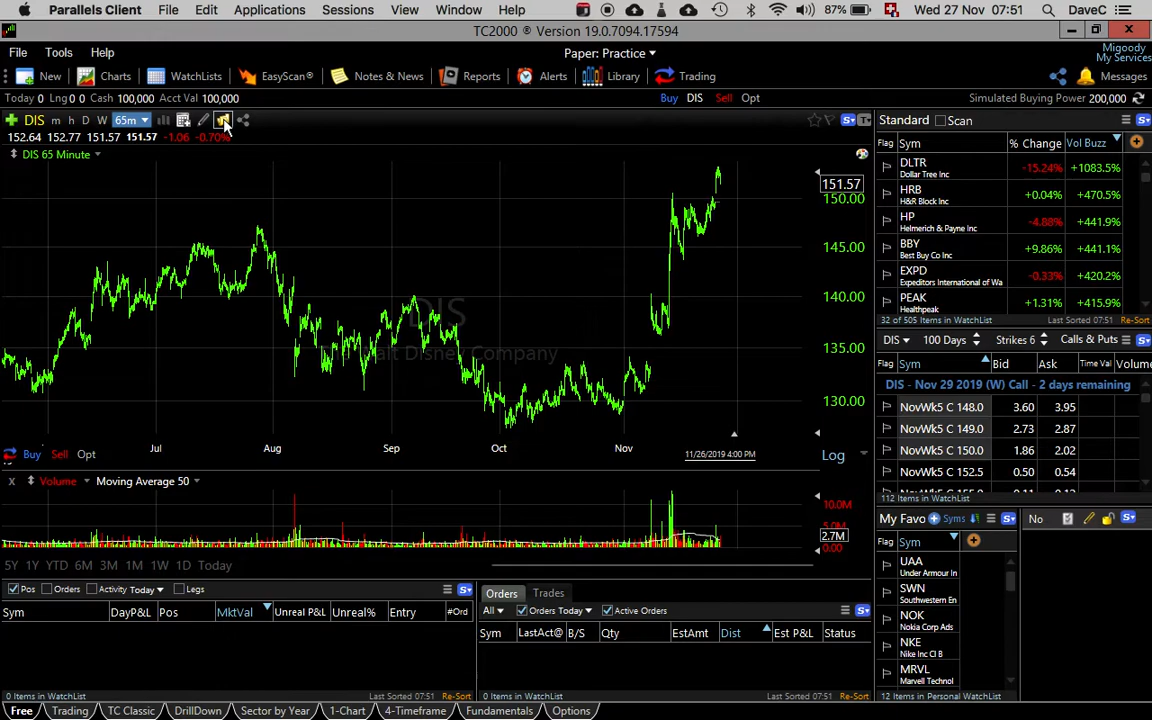 Parallels Client File Edit Applications Sessions View Window Help 87% Wed 27 Nov 07:51 DaveC
TC2000 ® Version 19.0.7094.17594
File Tools Help Paper: Practice Migoody
My Services
New Charts WatchLists EasyScan® Notes & News Reports Alerts Library Trading Messages
Today 0 Lng 0 0 Cash 100,000 Acct Val 100,000 Buy DIS Sell Opt Simulated Buying Power 200,000
DIS m h D W 65m
152.64 152.77 151.57 151.57 -1.06 -0.70%
DIS 65 Minute
151.57
150.00
145.00
140.00
135.00
130.00
DIS
Walt Disney Company
Jul Aug Sep Oct Nov
Buy Sell Opt 11/26/2019 4:00 PM Log
X Volume Moving Average 50
10.0M
5.0M
2.7M
0.00
5Y 1Y YTD 6M 3M 1M 1W 1D Today
Standard Scan
Flag Sym % Change Vol Buzz
DLTR -15.24% +1083.5%
Dollar Tree Inc
HRB +0.04% +470.5%
H&R Block Inc
HP -4.88% +441.9%
Helmerich & Payne Inc
BBY +9.86% +441.1%
Best Buy Co Inc
EXPD -0.33% +420.2%
Expeditors International of Wa
PEAK +1.31% +415.9%
Healthpeak
32 of 505 Items in WatchList Last Sorted 07:51 Re-Sort
DIS 100 Days Strikes 6 Calls & Puts
Flag Sym Bid Ask Time Val Volume
DIS - Nov 29 2019 (W) Call - 2 days remaining
NovWk5 C 148.0 3.60 3.95
NovWk5 C 149.0 2.73 2.87
NovWk5 C 150.0 1.86 2.02
NovWk5 C 152.5 0.50 0.54
112 Items in WatchList
My Favo Syms No
Flag Sym
UAA
Under Armour In
SWN
Southwestern En
NOK
Nokia Corp Ads
NKE
Nike Inc Cl B
MRVL
Marvell Technol
12 Items in Personal WatchList
Pos Orders Activity Today Legs
Sym DayP&L Pos MktVal Unreal P&L Unreal% Entry #Ord
0 Items in WatchList Last Sorted 07:51 Re-Sort
Orders Trades
All Orders Today Active Orders
Sym LastAct@ B/S Qty EstAmt Dist Est P&L Status
0 Items in WatchList Last Sorted 07:51 Re-Sort
Free Trading TC Classic DrillDown Sector by Year 1-Chart 4-Timeframe Fundamentals Options